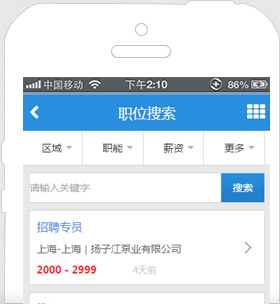 中国移动 下午2:10 86%
职位搜索
区域 职能 薪资 更多
请输入关键字 搜索
招聘专员
上海-上海 | 扬子江泵业有限公司
2000 - 2999 4天前